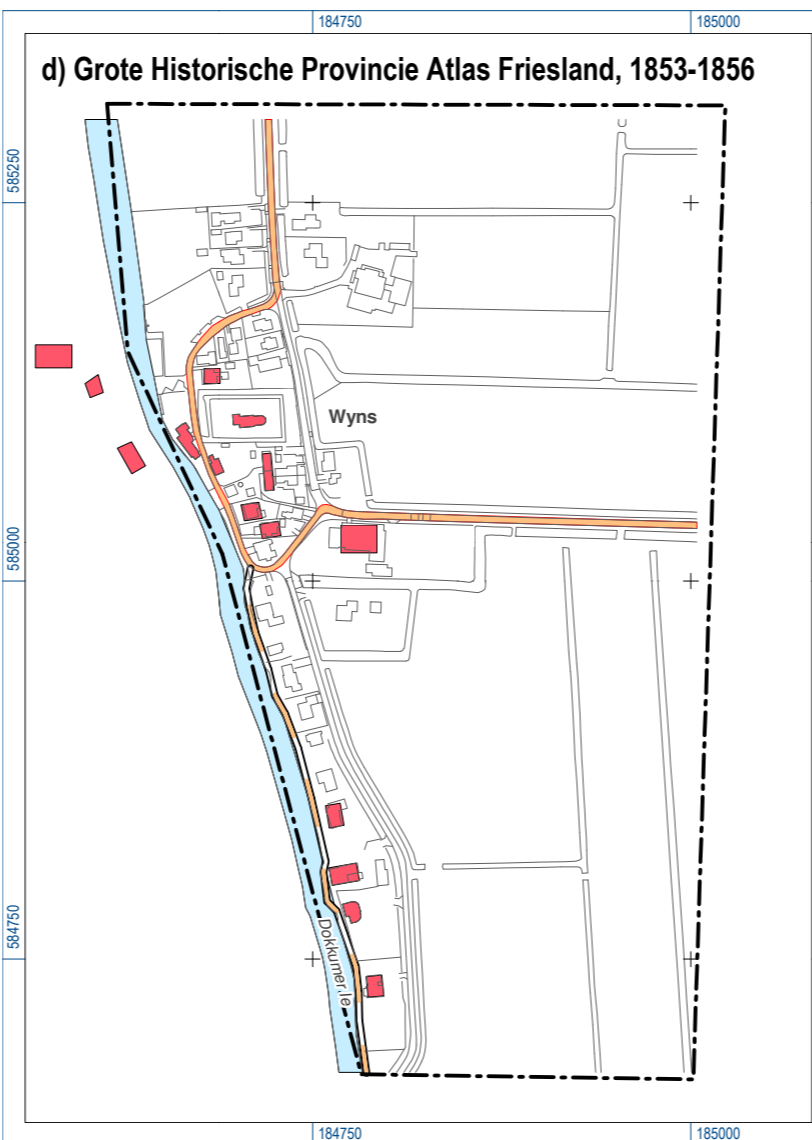 184750
185000
d) Grote Historische Provincie Atlas Friesland, 1853-1856
585250
Wyns
585000
584750
Dokkumer Ie
184750
185000